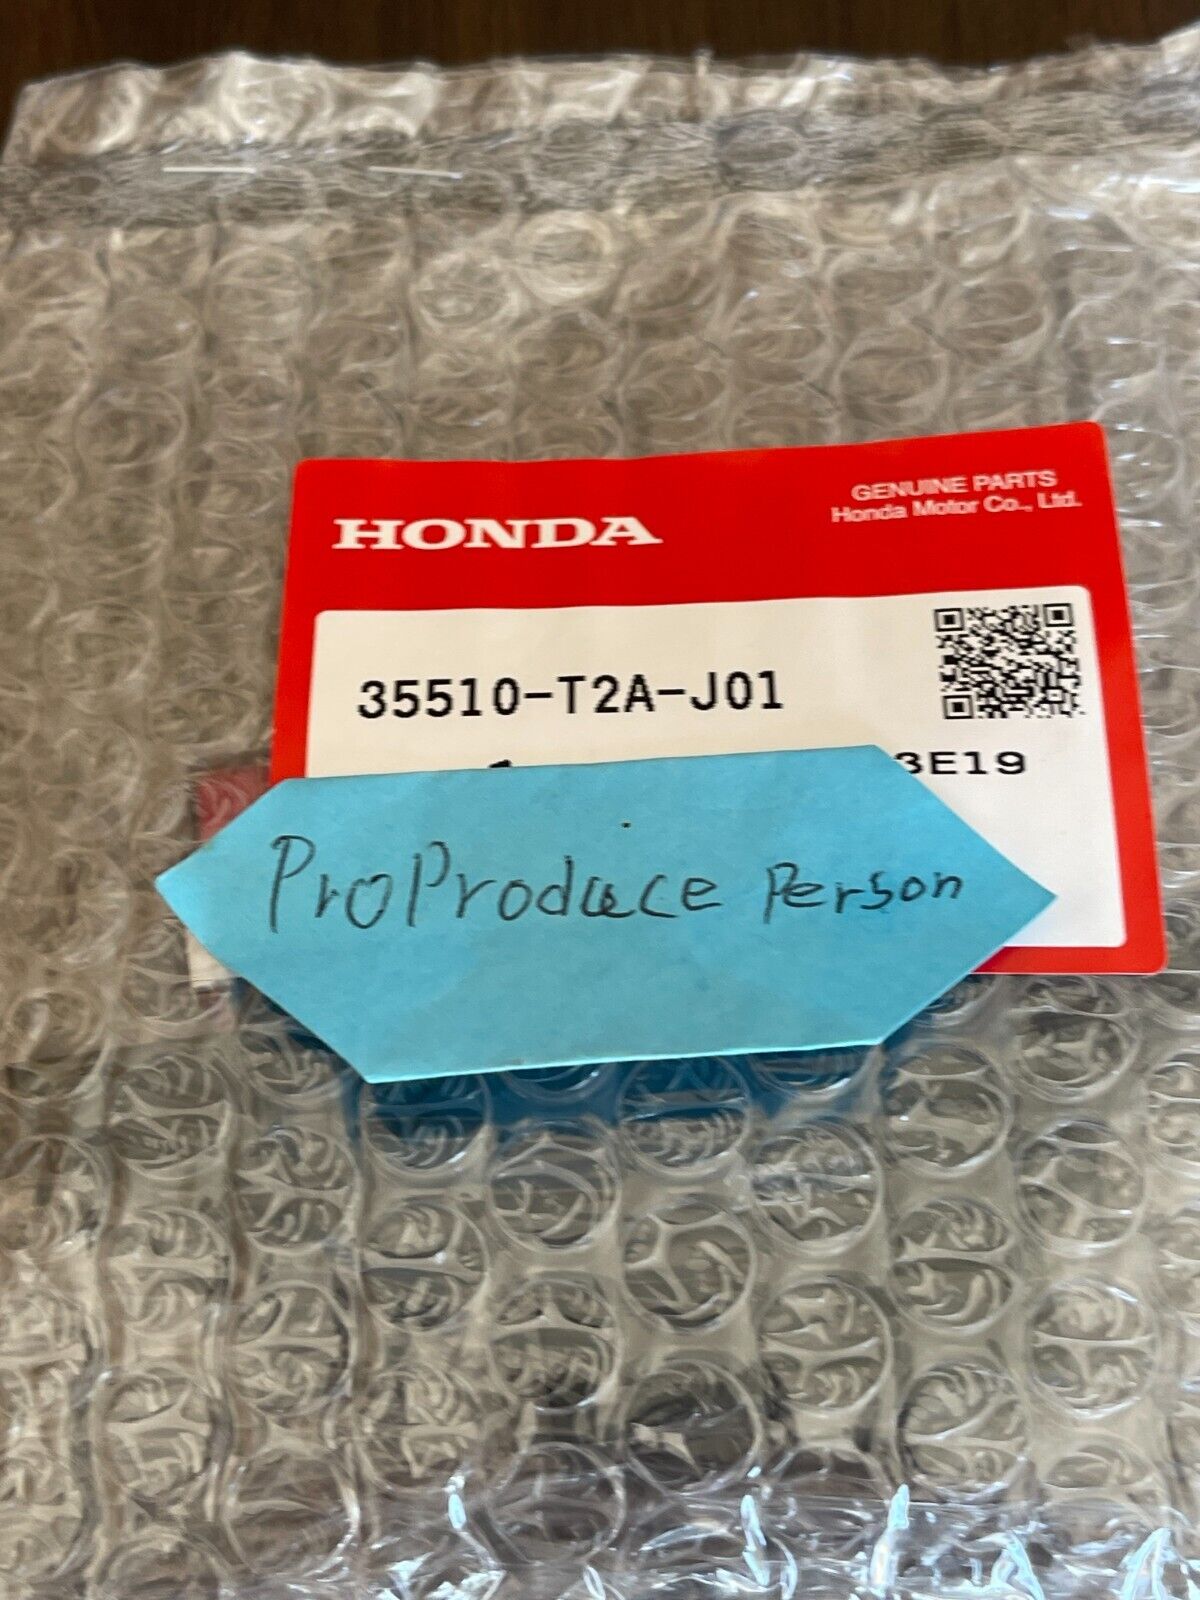 HONDA
GENUINE PARTS
Honda Motor Co., Ltd.
35510-T2A-J01
3E19
ProProduce Person